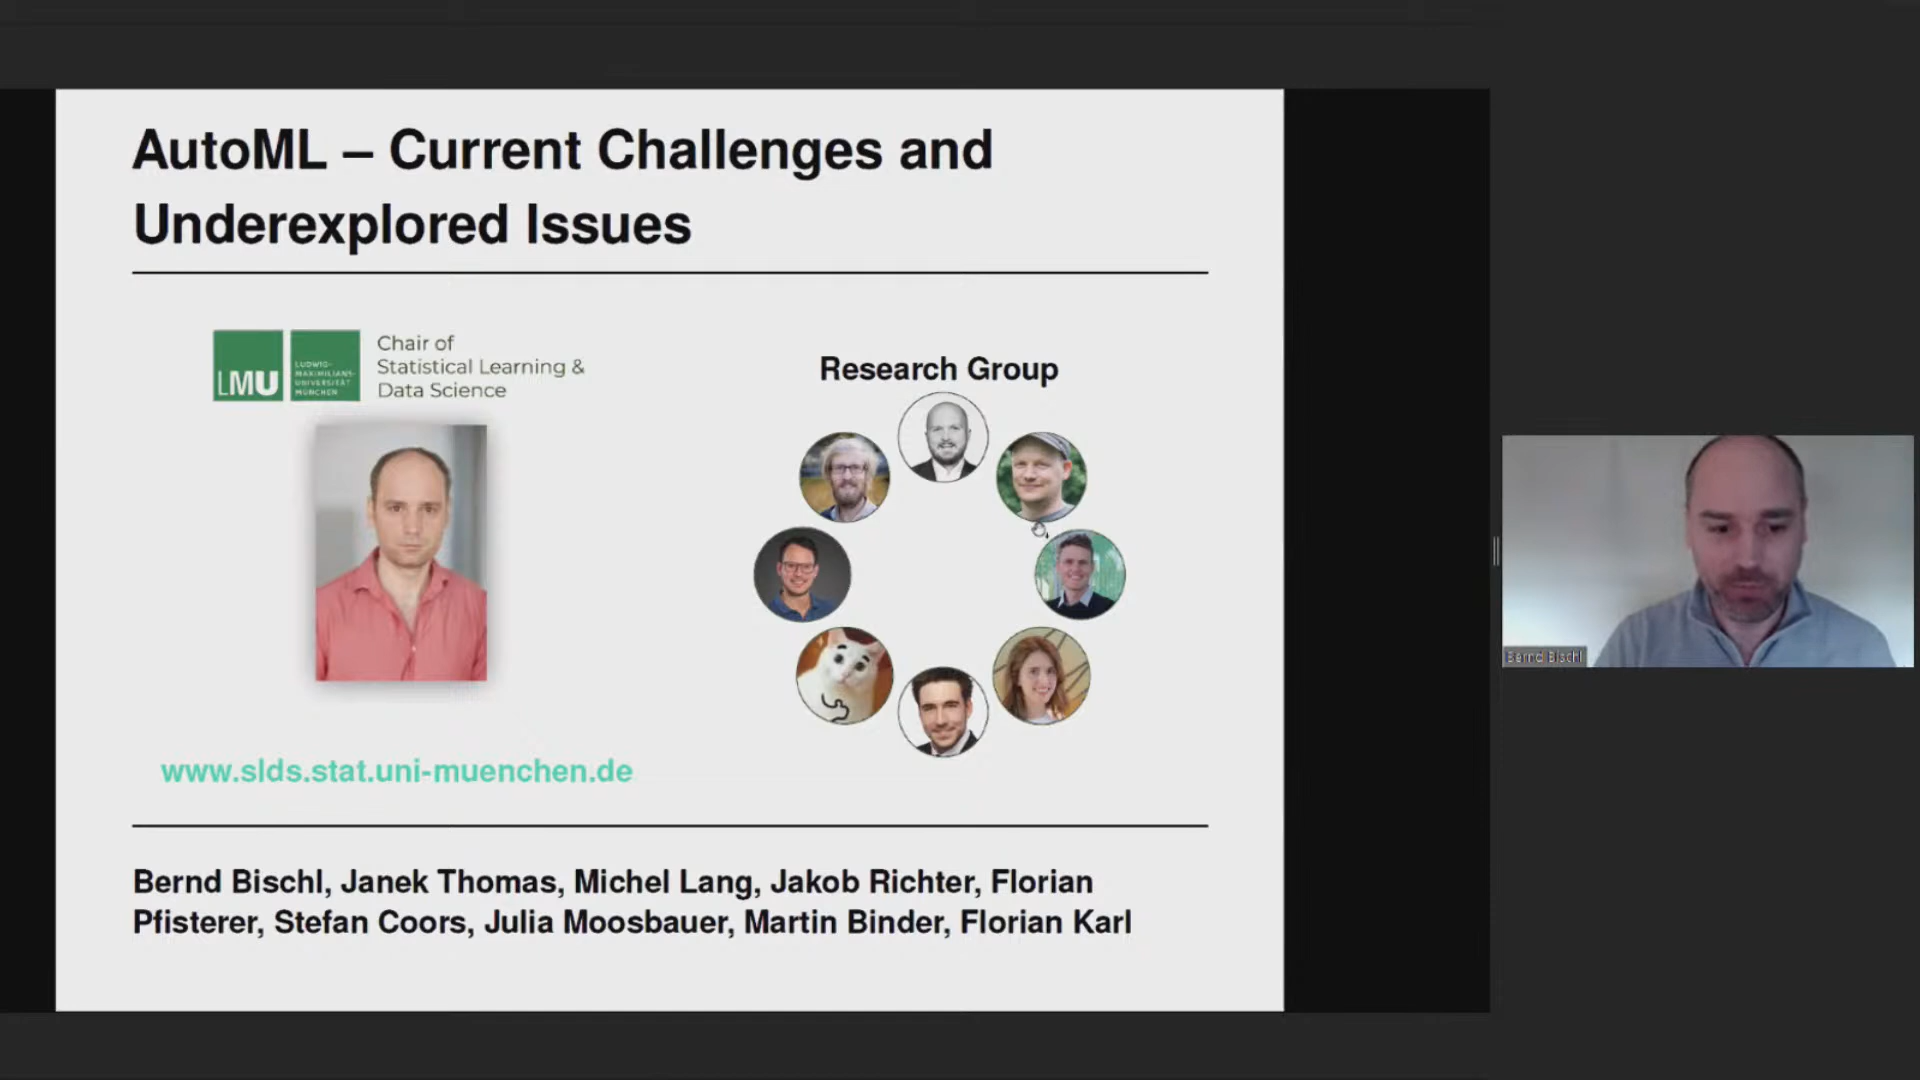 AutoML – Current Challenges and
Underexplored Issues
LMU
LUDWIG-
MAXIMILIANS-
UNIVERSITÄT
MÜNCHEN
Chair of
Statistical Learning &
Data Science
Research Group
www.slds.stat.uni-muenchen.de
Bernd Bischl, Janek Thomas, Michel Lang, Jakob Richter, Florian
Pfisterer, Stefan Coors, Julia Moosbauer, Martin Binder, Florian Karl
Bernd Bischl